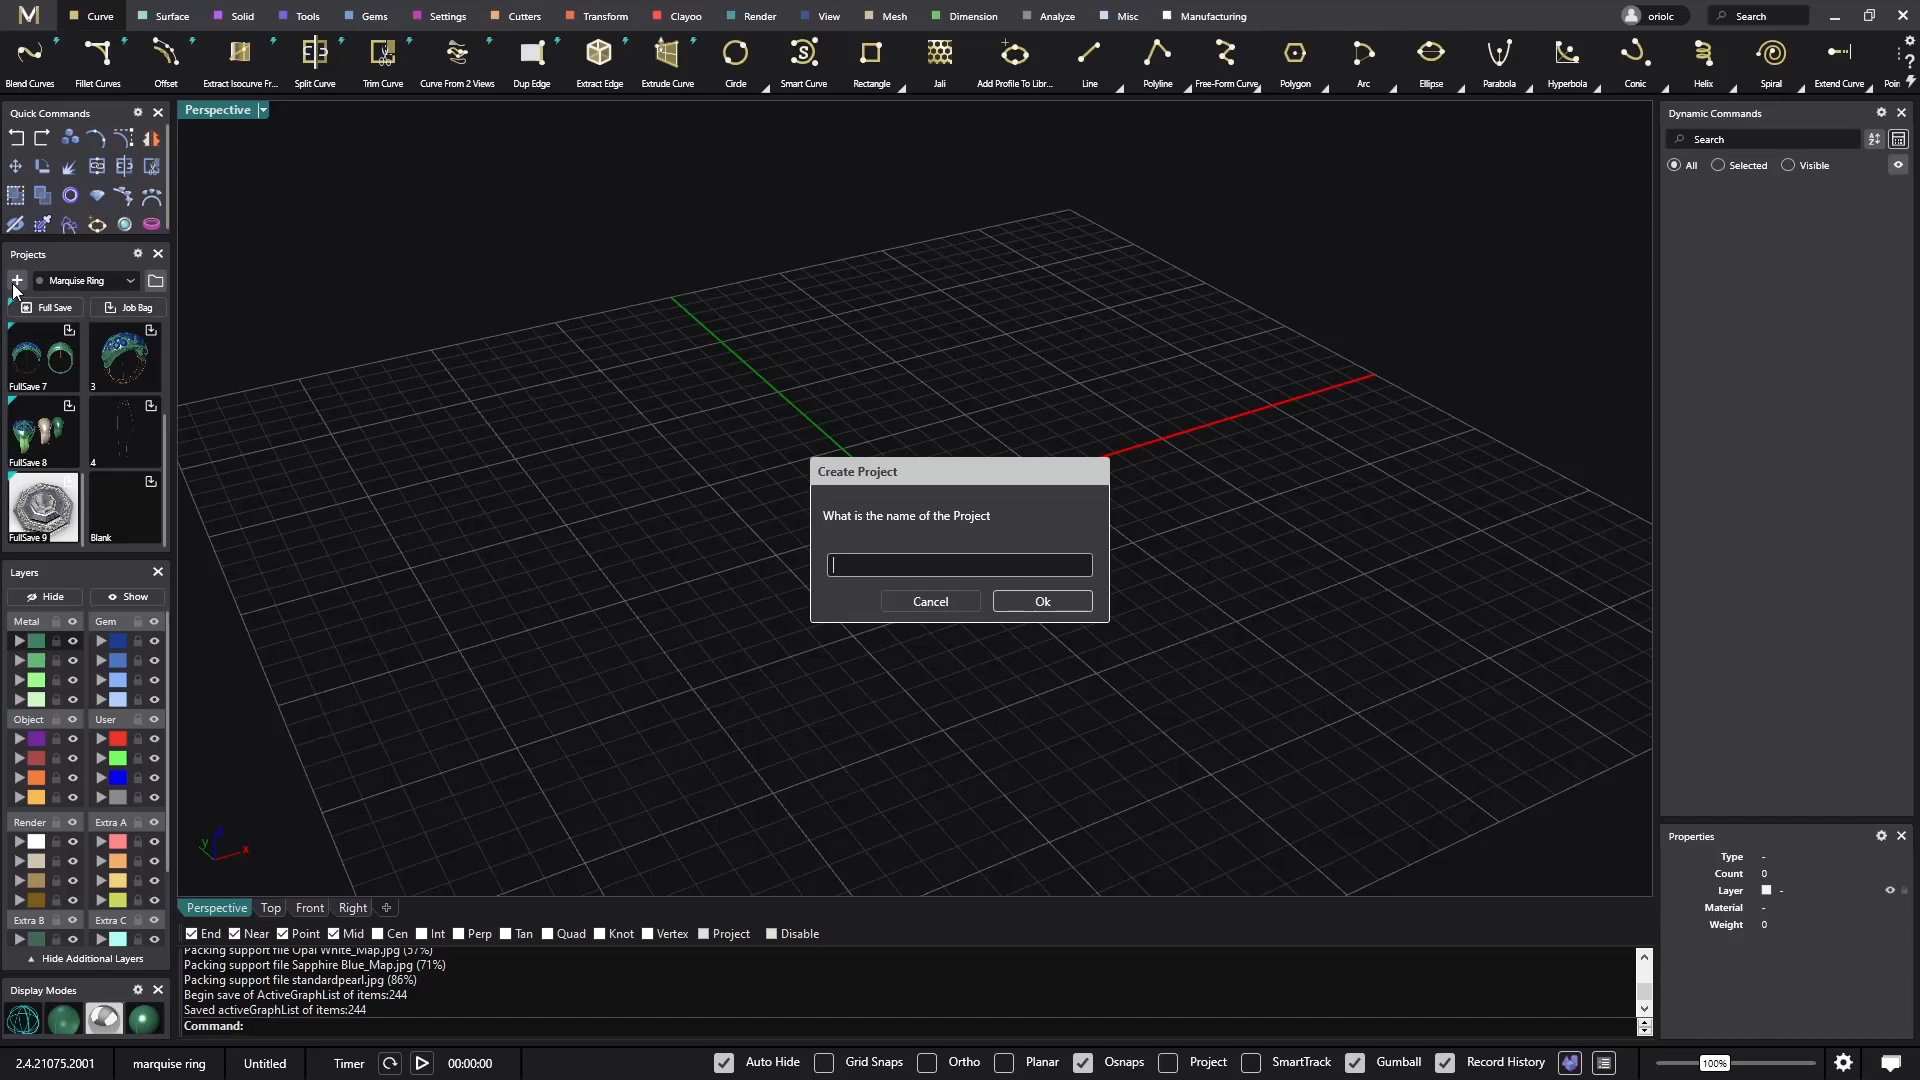 Curve Surface Solid Tools Gems Settings Cutters Transform Clayoo Render View Mesh Dimension Analyze Misc Manufacturing oriolc Search
Blend Curves Fillet Curves Offset Extract Isocurve Fr... Split Curve Trim Curve Curve From 2 Views Dup Edge Extract Edge Extrude Curve Circle Smart Curve Rectangle Jali Add Profile To Libr... Line Polyline Free-Form Curve Polygon Arc Ellipse Parabola Hyperbola Conic Helix Spiral Extend Curve Poin
Quick Commands
Projects
Marquise Ring
Full Save Job Bag
FullSave 7 3
FullSave 8 4
FullSave 9 Blank
Layers
Hide Show
Metal Gem
Object User
Render Extra A
Extra B Extra C
Hide Additional Layers
Display Modes
Perspective
Create Project
What is the name of the Project
Cancel Ok
y x
Perspective Top Front Right
End Near Point Mid Cen Int Perp Tan Quad Knot Vertex Project Disable
Packing support file Opal White_Map.jpg (57%)
Packing support file Sapphire Blue_Map.jpg (71%)
Packing support file standardpearl.jpg (86%)
Begin save of ActiveGraphList of items:244
Saved activeGraphList of items:244
Command:
Dynamic Commands
Search
All Selected Visible
Properties
Type -
Count 0
Layer -
Material -
Weight 0
2.4.21075.2001 marquise ring Untitled Timer 00:00:00 Auto Hide Grid Snaps Ortho Planar Osnaps Project SmartTrack Gumball Record History 100%